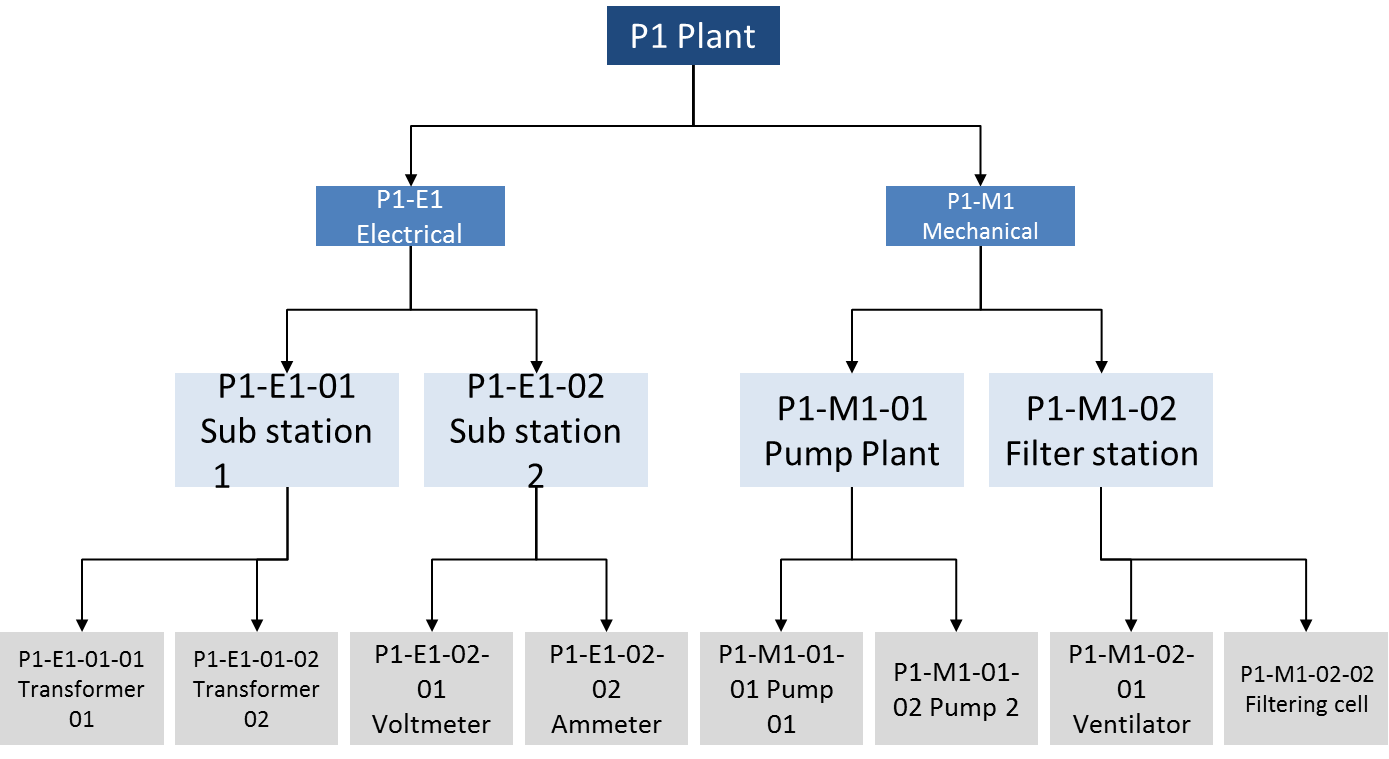 P1 Plant
P1-E1
Electrical
P1-M1
Mechanical
P1-E1-01
Sub station
1
P1-E1-02
Sub station
2
P1-M1-01
Pump Plant
P1-M1-02
Filter station
P1-E1-01-01
Transformer
01
P1-E1-01-02
Transformer
02
P1-E1-02-
01
Voltmeter
P1-E1-02-
02
Ammeter
P1-M1-01-
01 Pump
01
P1-M1-01-
02 Pump 2
P1-M1-02-
01
Ventilator
P1-M1-02-02
Filtering cell